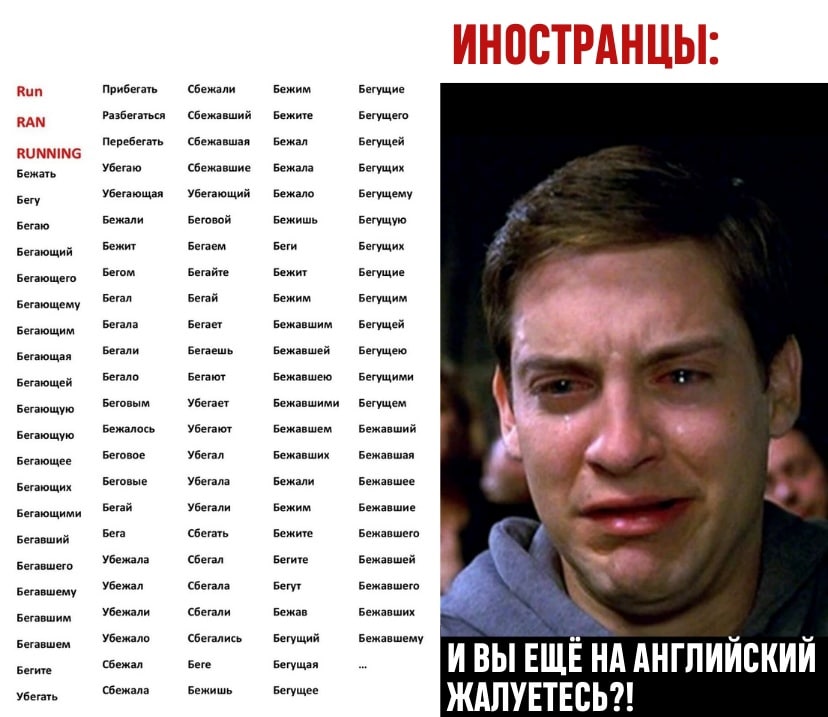 ИНОСТРАНЦЫ:
Run
RAN
RUNNING
Бежать
Бегу
Бегаю
Бегающий
Бегающего
Бегающему
Бегающим
Бегающая
Бегающей
Бегающую
Бегающую
Бегающее
Бегающих
Бегающими
Бегавший
Бегавшего
Бегавшему
Бегавшим
Бегавшем
Бегите
Убегать
Прибегать
Разбегаться
Перебегать
Убегаю
Убегающая
Бежали
Бежит
Бегом
Бегал
Бегала
Бегали
Бегало
Беговым
Бежалось
Беговое
Беговые
Бегай
Бега
Убежала
Убежал
Убежали
Убежало
Сбежал
Сбежала
Сбежали
Сбежавший
Сбежавшая
Сбежавшие
Убегающий
Беговой
Бегаем
Бегайте
Бегай
Бегает
Бегаешь
Бегают
Убегает
Убегают
Убегал
Убегала
Убегали
Сбегать
Сбегал
Сбегала
Сбегали
Сбегались
Беге
Бежишь
Бежим
Бежите
Бежал
Бежала
Бежало
Бежишь
Беги
Бежит
Бежим
Бежавшим
Бежавшей
Бежавшею
Бежавшими
Бежавшем
Бежавших
Бежали
Бежим
Бежите
Бегите
Бегут
Бежав
Бегущий
Бегущая
Бегущее
Бегущие
Бегущего
Бегущей
Бегущих
Бегущему
Бегущую
Бегущих
Бегущие
Бегущим
Бегущей
Бегущею
Бегущими
Бегущем
Бежавший
Бежавшая
Бежавшее
Бежавшие
Бежавшего
Бежавшей
Бежавшего
Бежавших
Бежавшему
...
И ВЫ ЕЩЁ НА АНГЛИЙСКИЙ
ЖАЛУЕТЕСЬ?!